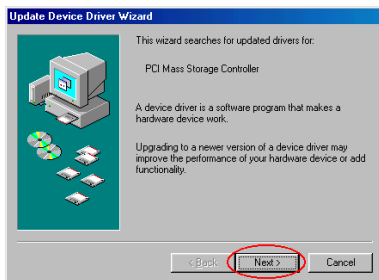 Update Device Driver Wizard
This wizard searches for updated drivers for:
PCI Mass Storage Controller
A device driver is a software program that makes a
hardware device work.
Upgrading to a newer version of a device driver may
improve the performance of your hardware device or add
functionality.
< Back
Next >
Cancel